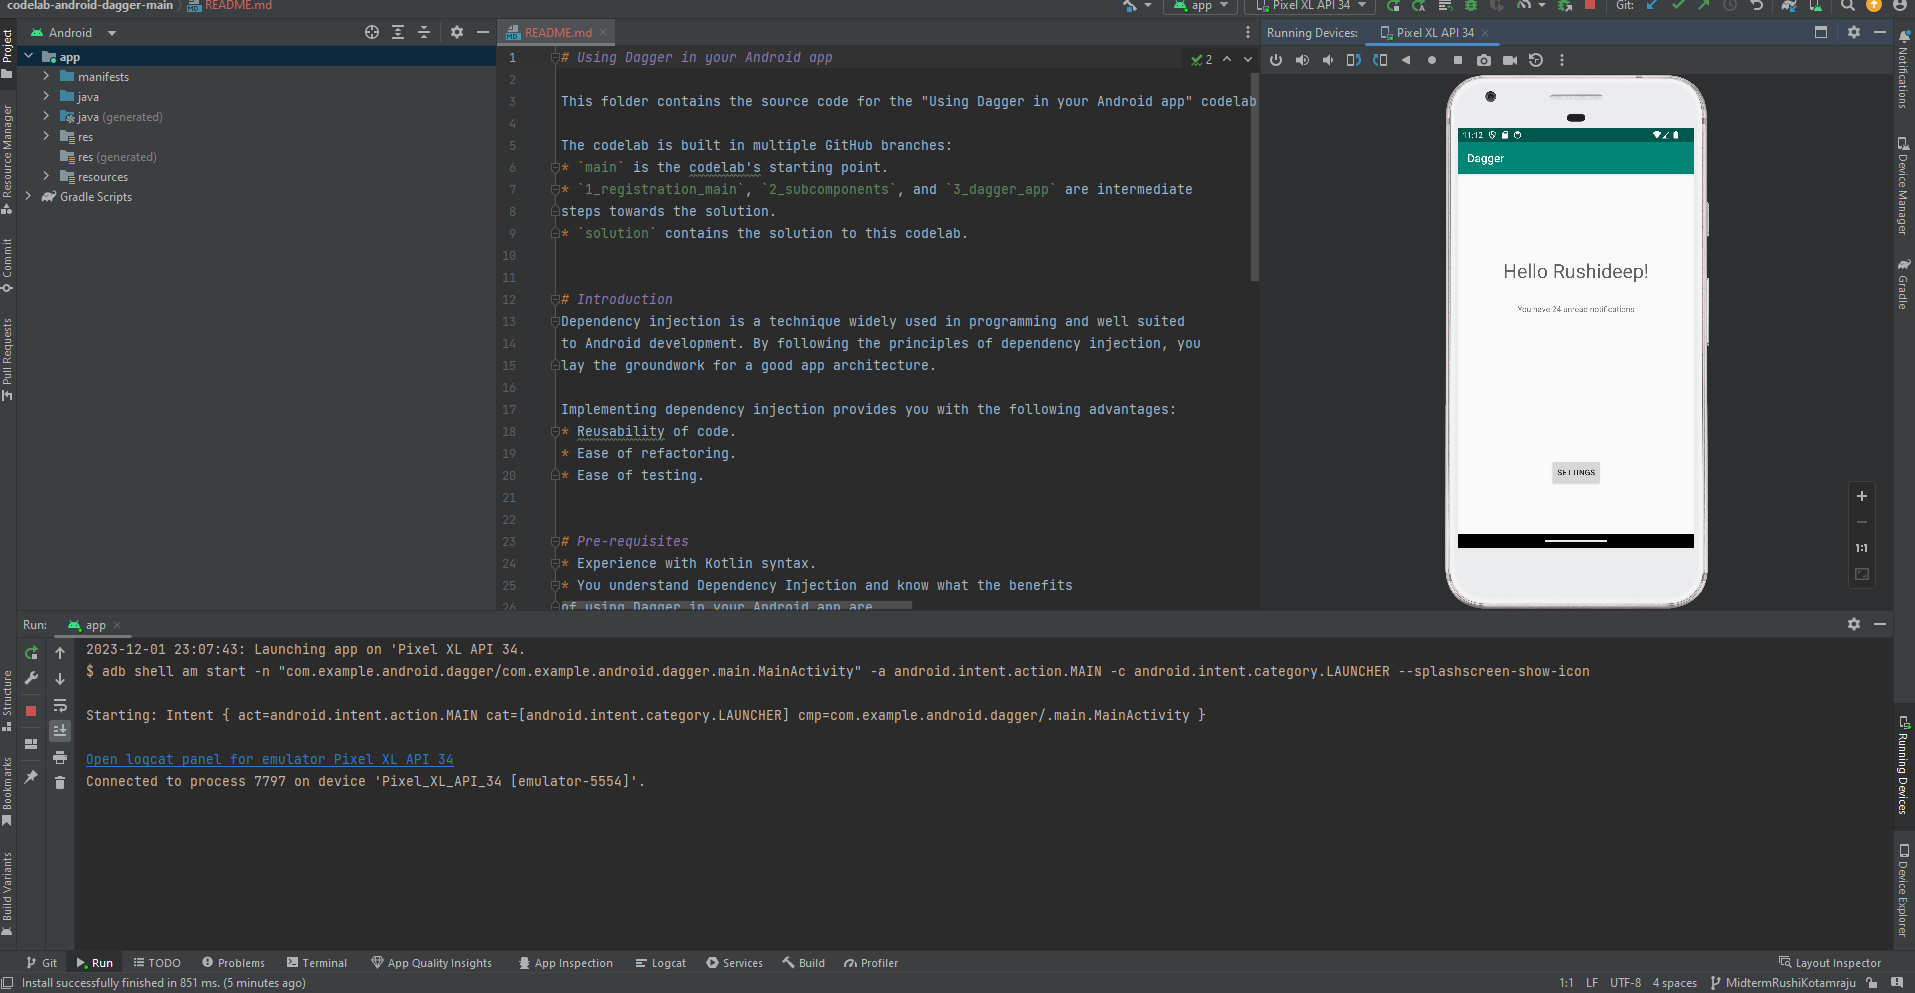 codelab-android-dagger-main
README.md
app
Pixel XL API 34
Git:
Android
README.md
Running Devices:
Pixel XL API 34
Project
Resource Manager
Commit
Pull Requests
Structure
Bookmarks
Build Variants
app
manifests
java
java (generated)
res
res (generated)
resources
Gradle Scripts
2
1 # Using Dagger in your Android app
2
3 This folder contains the source code for the "Using Dagger in your Android app" codelab
4
5 The codelab is built in multiple GitHub branches:
6 * `main` is the codelab's starting point.
7 * `1_registration_main`, `2_subcomponents`, and `3_dagger_app` are intermediate
8 steps towards the solution.
9 * `solution` contains the solution to this codelab.
10
11
12 # Introduction
13 Dependency injection is a technique widely used in programming and well suited
14 to Android development. By following the principles of dependency injection, you
15 lay the groundwork for a good app architecture.
16
17 Implementing dependency injection provides you with the following advantages:
18 * Reusability of code.
19 * Ease of refactoring.
20 * Ease of testing.
21
22
23 # Pre-requisites
24 * Experience with Kotlin syntax.
25 * You understand Dependency Injection and know what the benefits
26 of using Dagger in your Android app are
11:12
Dagger
Hello Rushideep!
You have 24 unread notifications
SETTINGS
1:1
Notifications
Device Manager
Gradle
Running Devices
Device Explorer
Run:
app
2023-12-01 23:07:43: Launching app on 'Pixel XL API 34.
$ adb shell am start -n "com.example.android.dagger/com.example.android.dagger.main.MainActivity" -a android.intent.action.MAIN -c android.intent.category.LAUNCHER --splashscreen-show-icon
Starting: Intent { act=android.intent.action.MAIN cat=[android.intent.category.LAUNCHER] cmp=com.example.android.dagger/.main.MainActivity }
Open logcat panel for emulator Pixel XL API 34
Connected to process 7797 on device 'Pixel_XL_API_34 [emulator-5554]'.
Git
Run
TODO
Problems
Terminal
App Quality Insights
App Inspection
Logcat
Services
Build
Profiler
Layout Inspector
Install successfully finished in 851 ms. (5 minutes ago)
1:1
LF
UTF-8
4 spaces
MidtermRushiKotamraju